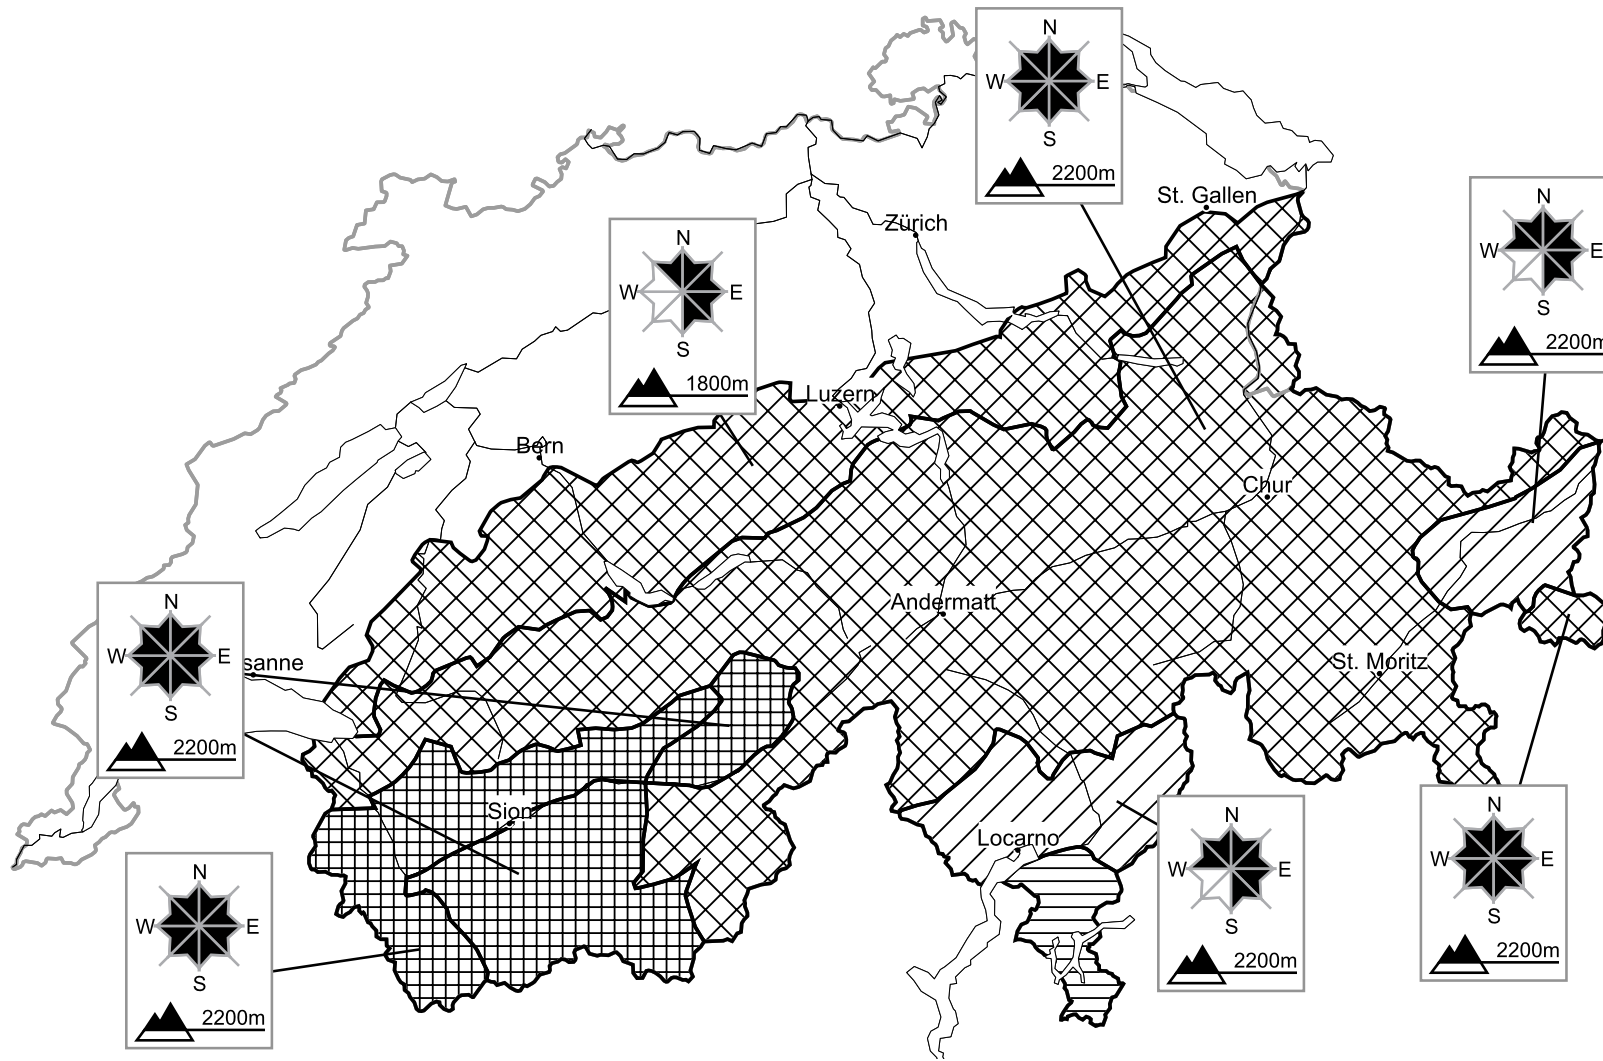 N
W E
S
2200m
St. Gallen
N
W E
S
2200m
Zürich
N
W E
S
1800m
Luzern
Bern
Chur
Andermatt
N
W E
S
2200m
sanne
St. Moritz
Sion
Locarno
N
W E
S
2200m
N
W E
S
2200m
N
W E
S
2200m